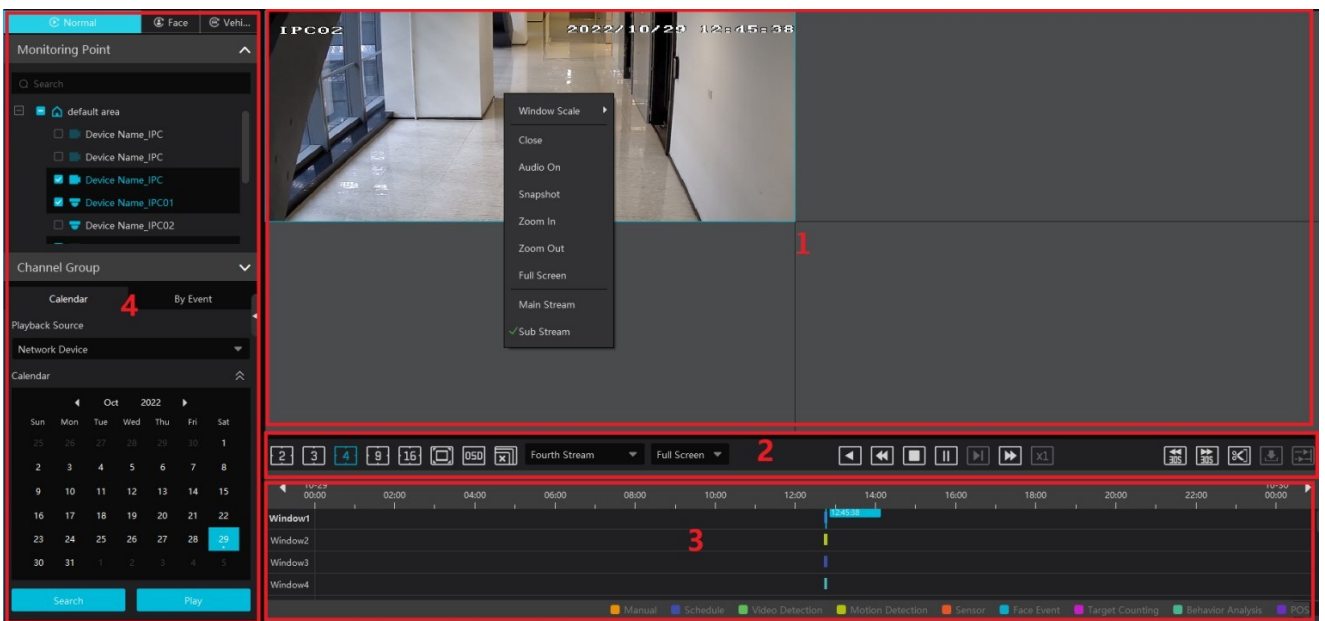 Normal Face Vehi...
Monitoring Point
Search
default area
Device Name_IPC
Device Name_IPC
Device Name_IPC
Device Name_IPC01
Device Name_IPC02
Channel Group
Calendar By Event
4
Playback Source
Network Device
Calendar
Oct 2022
Sun Mon Tue Wed Thu Fri Sat
25 26 27 28 29 30 1
2 3 4 5 6 7 8
9 10 11 12 13 14 15
16 17 18 19 20 21 22
23 24 25 26 27 28 29
30 31 1 2 3 4 5
Search Play
IPC02 2022/10/29 12:45:38
Window Scale
Close
Audio On
Snapshot
Zoom In
Zoom Out
Full Screen
Main Stream
Sub Stream
1
2 3 4 9 16 OSD Fourth Stream Full Screen 2 x1 30S 30S
10-29 10-30
00:00 02:00 04:00 06:00 08:00 10:00 12:00 14:00 16:00 18:00 20:00 22:00 00:00
Window1 12:45:38
Window2
3
Window3
Window4
Manual Schedule Video Detection Motion Detection Sensor Face Event Target Counting Behavior Analysis POS